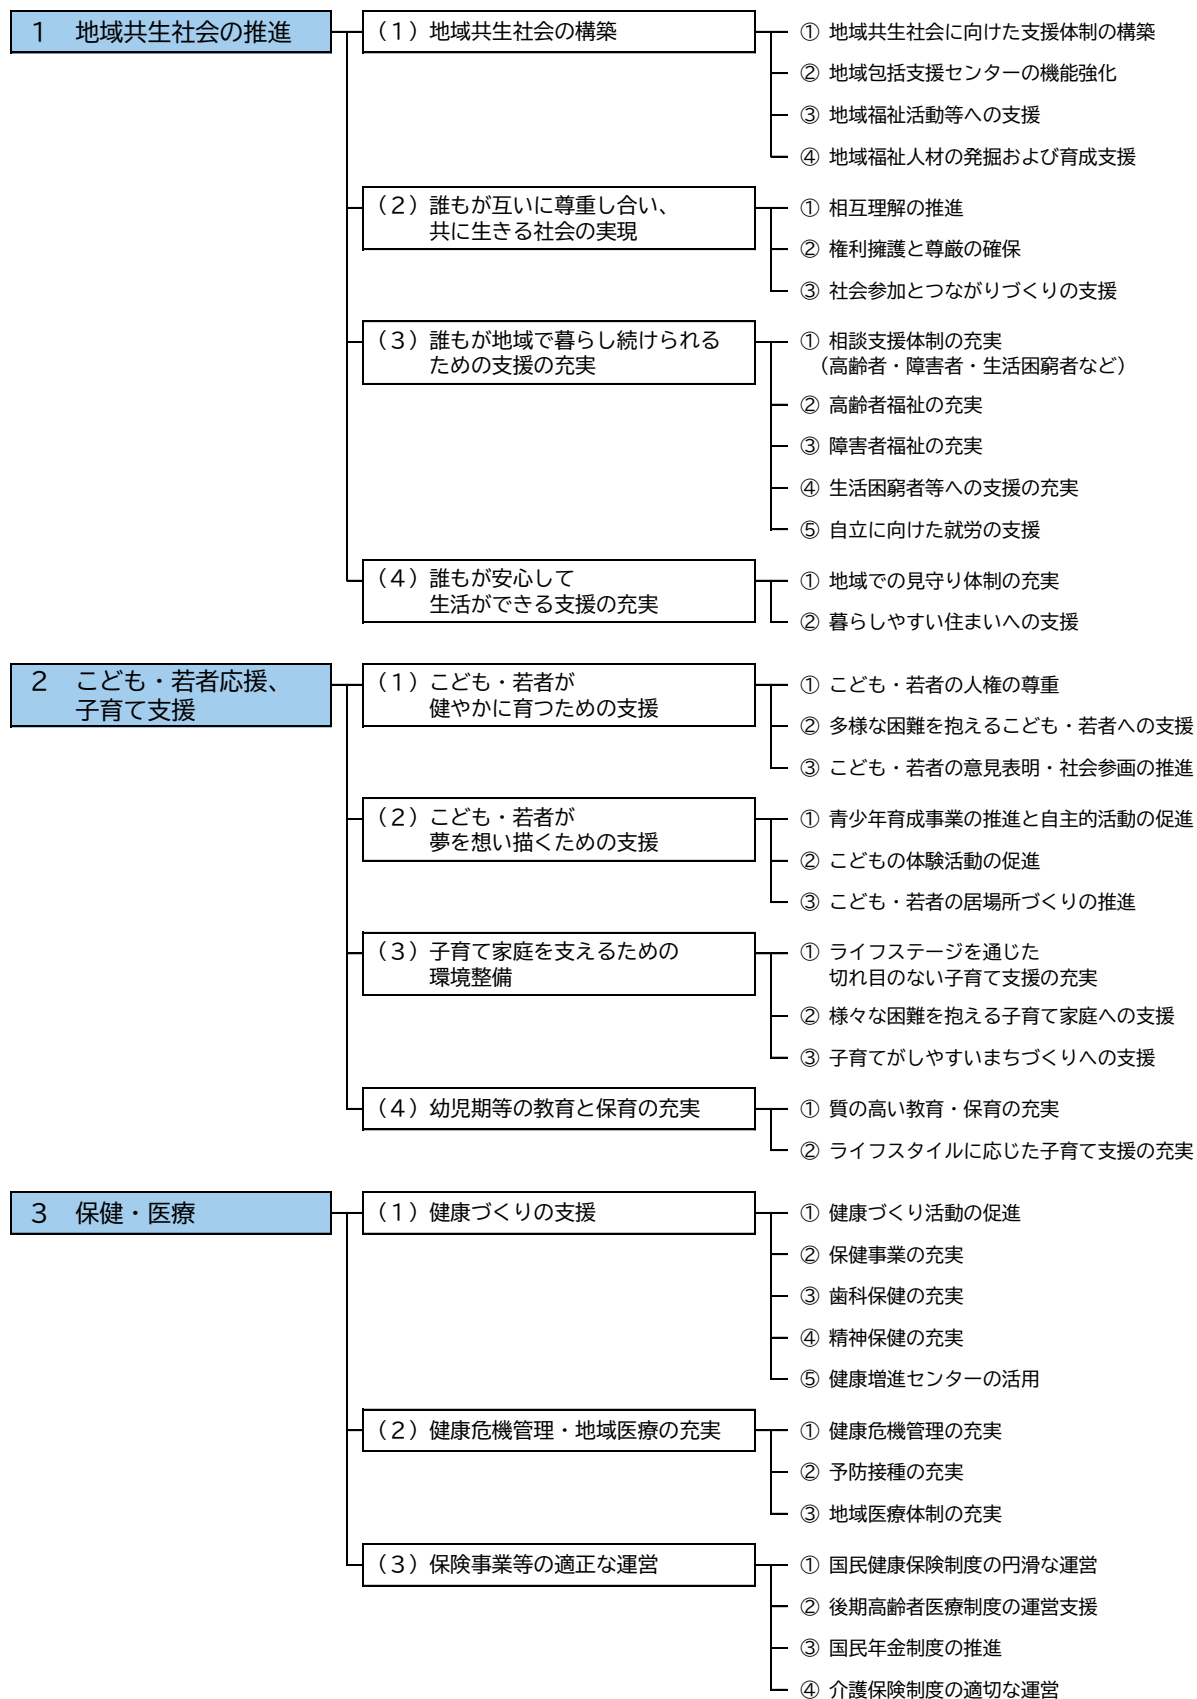 1　地域共生社会の推進
（1）地域共生社会の構築
① 地域共生社会に向けた支援体制の構築
② 地域包括支援センターの機能強化
③ 地域福祉活動等への支援
④ 地域福祉人材の発掘および育成支援
（2）誰もが互いに尊重し合い、
共に生きる社会の実現
① 相互理解の推進
② 権利擁護と尊厳の確保
③ 社会参加とつながりづくりの支援
（3）誰もが地域で暮らし続けられる
ための支援の充実
① 相談支援体制の充実
（高齢者・障害者・生活困窮者など）
② 高齢者福祉の充実
③ 障害者福祉の充実
④ 生活困窮者等への支援の充実
⑤ 自立に向けた就労の支援
（4）誰もが安心して
生活ができる支援の充実
① 地域での見守り体制の充実
② 暮らしやすい住まいへの支援
2　こども・若者応援、
子育て支援
（1）こども・若者が
健やかに育つための支援
① こども・若者の人権の尊重
② 多様な困難を抱えるこども・若者への支援
③ こども・若者の意見表明・社会参画の推進
（2）こども・若者が
夢を想い描くための支援
① 青少年育成事業の推進と自主的活動の促進
② こどもの体験活動の促進
③ こども・若者の居場所づくりの推進
（3）子育て家庭を支えるための
環境整備
① ライフステージを通じた
切れ目のない子育て支援の充実
② 様々な困難を抱える子育て家庭への支援
③ 子育てがしやすいまちづくりへの支援
（4）幼児期等の教育と保育の充実
① 質の高い教育・保育の充実
② ライフスタイルに応じた子育て支援の充実
3　保健・医療
（1）健康づくりの支援
① 健康づくり活動の促進
② 保健事業の充実
③ 歯科保健の充実
④ 精神保健の充実
⑤ 健康増進センターの活用
（2）健康危機管理・地域医療の充実
① 健康危機管理の充実
② 予防接種の充実
③ 地域医療体制の充実
（3）保険事業等の適正な運営
① 国民健康保険制度の円滑な運営
② 後期高齢者医療制度の運営支援
③ 国民年金制度の推進
④ 介護保険制度の適切な運営